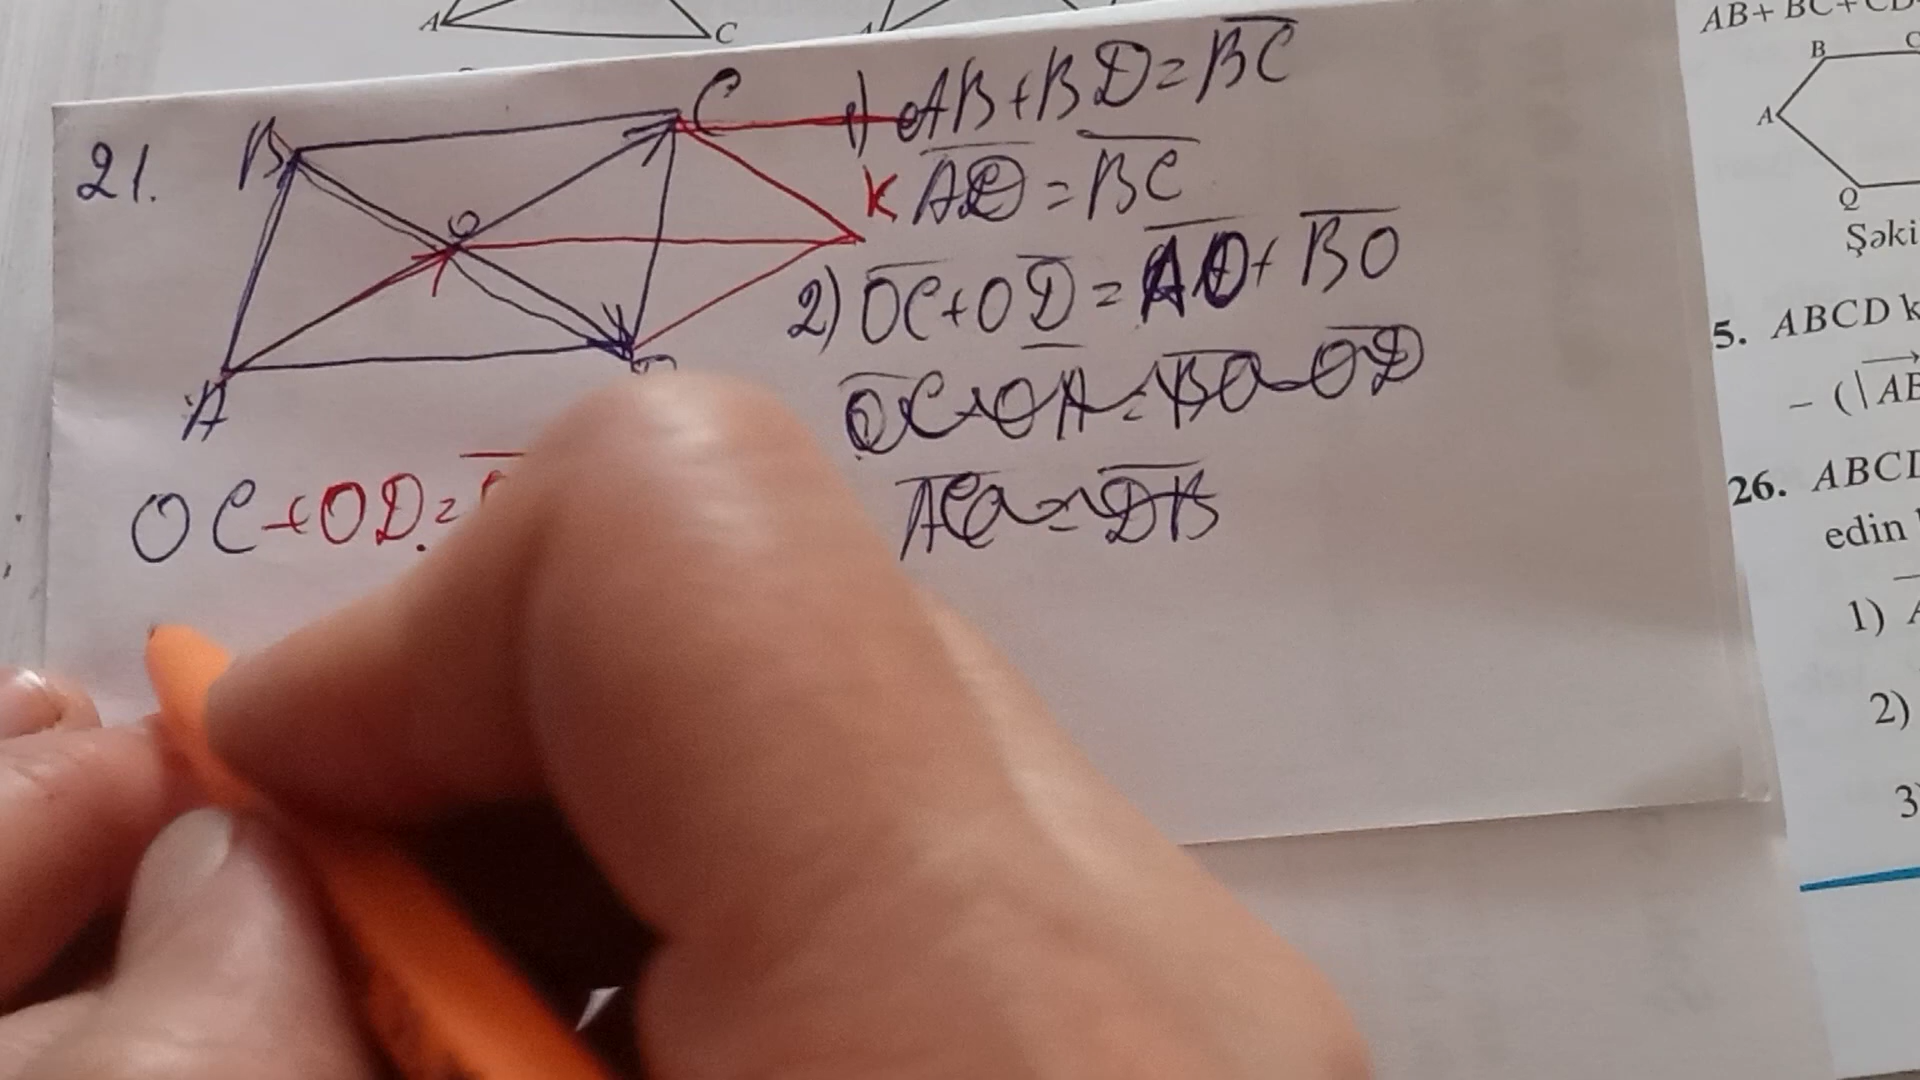 A C
AB+ BC+CD
B C
A
Q
Şəki
5. ABCD k
– (|AB
26. ABCD
edin
1) A
2)
3)
21.
B C
O K
A
1) AB+BD=BC
AD=BC
2) OC+OD=AO+BO
OC+OA=BO-OD
AC=DB
OC+OD=